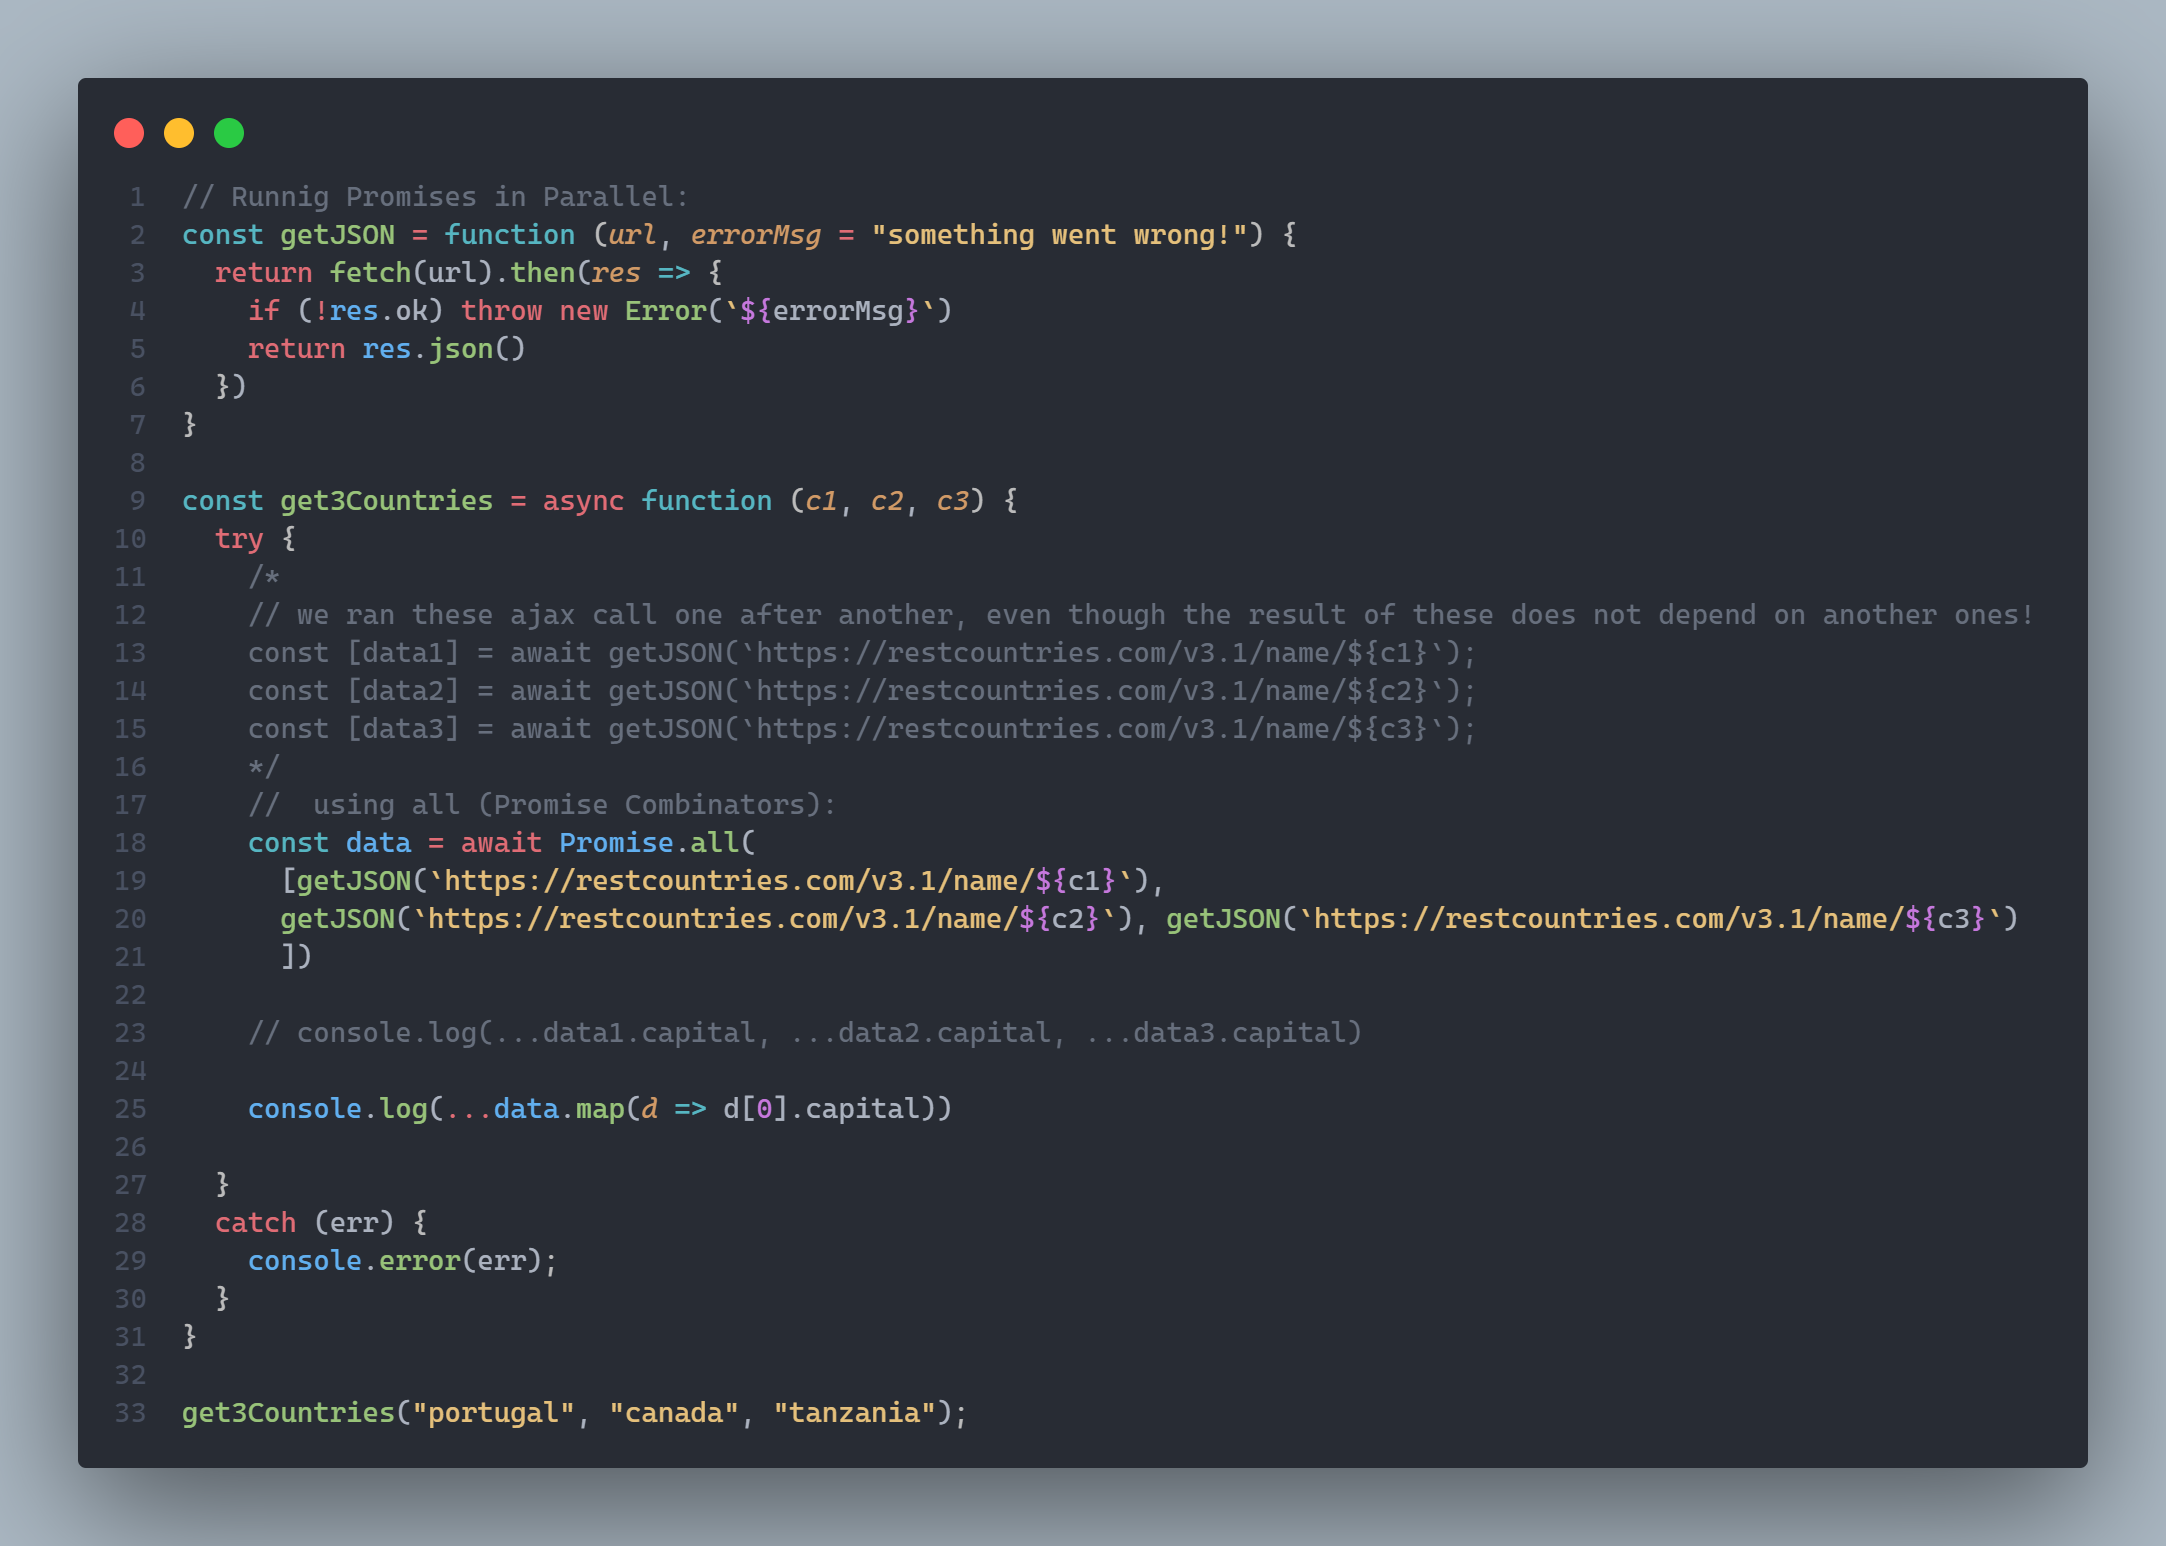 1 // Runnig Promises in Parallel:
2 const getJSON = function (url, errorMsg = "something went wrong!") {
3   return fetch(url).then(res => {
4     if (!res.ok) throw new Error(`${errorMsg}`)
5     return res.json()
6   })
7 }
8
9 const get3Countries = async function (c1, c2, c3) {
10   try {
11     /*
12     // we ran these ajax call one after another, even though the result of these does not depend on another ones!
13     const [data1] = await getJSON(`https://restcountries.com/v3.1/name/${c1}`);
14     const [data2] = await getJSON(`https://restcountries.com/v3.1/name/${c2}`);
15     const [data3] = await getJSON(`https://restcountries.com/v3.1/name/${c3}`);
16     */
17     //  using all (Promise Combinators):
18     const data = await Promise.all(
19       [getJSON(`https://restcountries.com/v3.1/name/${c1}`),
20       getJSON(`https://restcountries.com/v3.1/name/${c2}`), getJSON(`https://restcountries.com/v3.1/name/${c3}`)
21       ])
22
23     // console.log(...data1.capital, ...data2.capital, ...data3.capital)
24
25     console.log(...data.map(d => d[0].capital))
26
27   }
28   catch (err) {
29     console.error(err);
30   }
31 }
32
33 get3Countries("portugal", "canada", "tanzania");